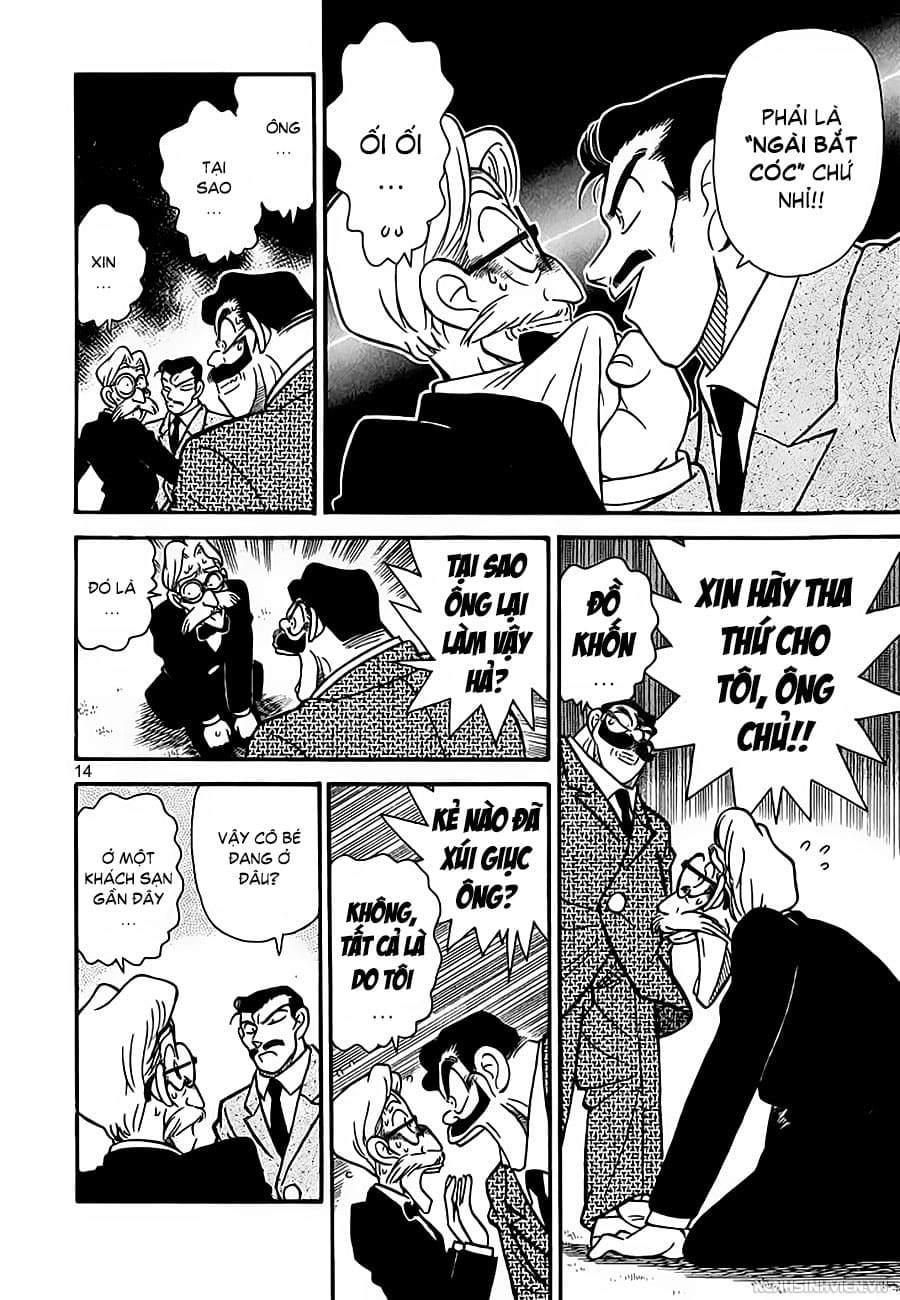 PHẢI LÀ
"NGÀI BẮT
CÓC" CHỨ
NHỈ!!
ỐI ỐI
...
ÔNG
...
TẠI
SAO
...
XIN
...
XIN HÃY THA
THỨ CHO
TÔI, ÔNG
CHỦ!!
ĐỒ
KHỐN
...
TẠI SAO
ÔNG LẠI
LÀM VẬY
HẢ?
ĐÓ LÀ
...
14
KẺ NÀO ĐÃ
XÚI GIỤC
ÔNG?
KHÔNG,
TẤT CẢ LÀ
DO TÔI
...
VẬY CÔ BÉ
ĐANG Ở
ĐÂU?
Ở MỘT
KHÁCH SẠN
GẦN ĐÂY
...